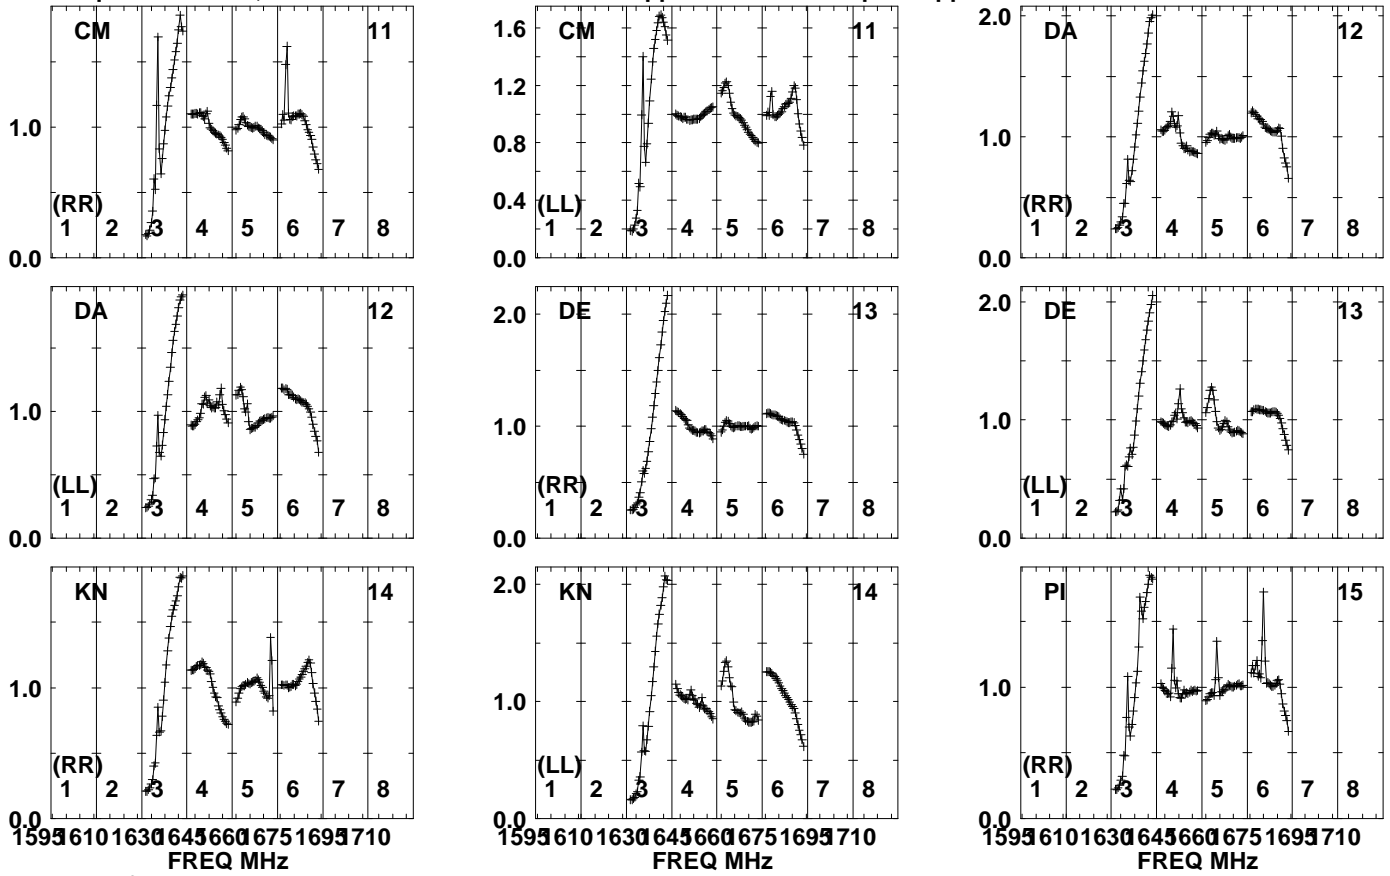 CM 11 CM 11 DA 12
1.0 1.6 1.2 1.0 0.8 0.4 0.0 2.0 1.0 0.0
(RR) (LL) (RR)
1 2 3 4 5 6 7 8 1 2 3 4 5 6 7 8 1 2 3 4 5 6 7 8
0.0
DA 12 DE 13 DE 13
1.0 2.0 1.0 2.0 1.0
(LL) (RR) (LL)
1 2 3 4 5 6 7 8 1 2 3 4 5 6 7 8 1 2 3 4 5 6 7 8
0.0 0.0 0.0
KN 14 KN 14 PI 15
1.0 2.0 1.0 1.0
(RR) (LL) (RR)
1 2 3 4 5 6 7 8 1 2 3 4 5 6 7 8 1 2 3 4 5 6 7 8
0.0 0.0 0.0
1595 1610 1630 1645 1660 1675 1695 1710 1595 1610 1630 1645 1660 1675 1695 1710 1595 1610 1630 1645 1660 1675 1695 1710
FREQ MHz FREQ MHz FREQ MHz